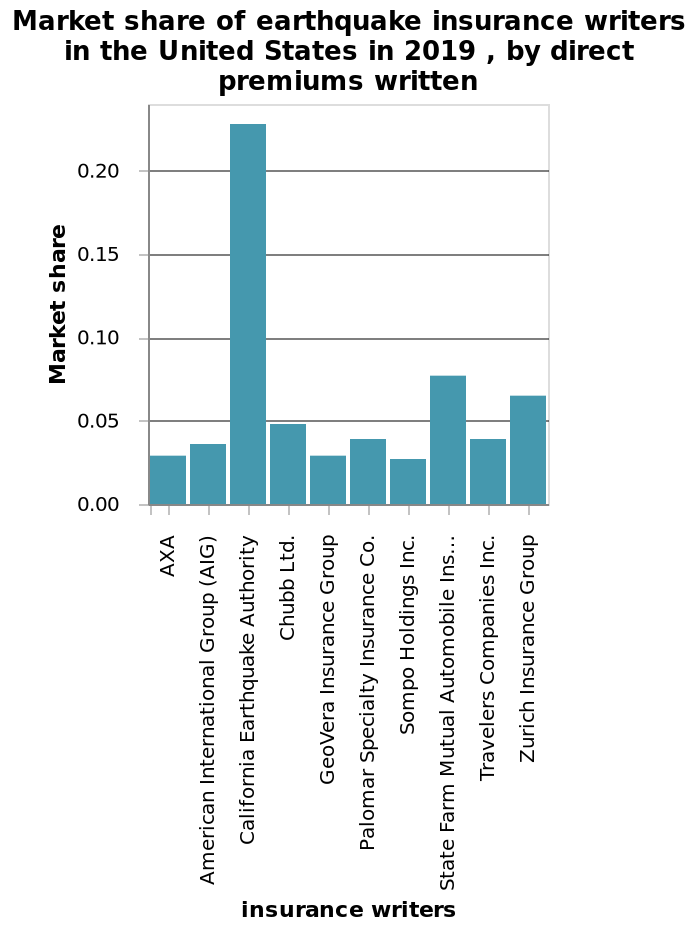 Market share of earthquake insurance writers
in the United States in 2019 , by direct
premiums written
Market share
0.20
0.15
0.10
0.05
0.00
AXA
American International Group (AIG)
California Earthquake Authority
Chubb Ltd.
GeoVera Insurance Group
Palomar Specialty Insurance Co.
Sompo Holdings Inc.
State Farm Mutual Automobile Ins...
Travelers Companies Inc.
Zurich Insurance Group
insurance writers